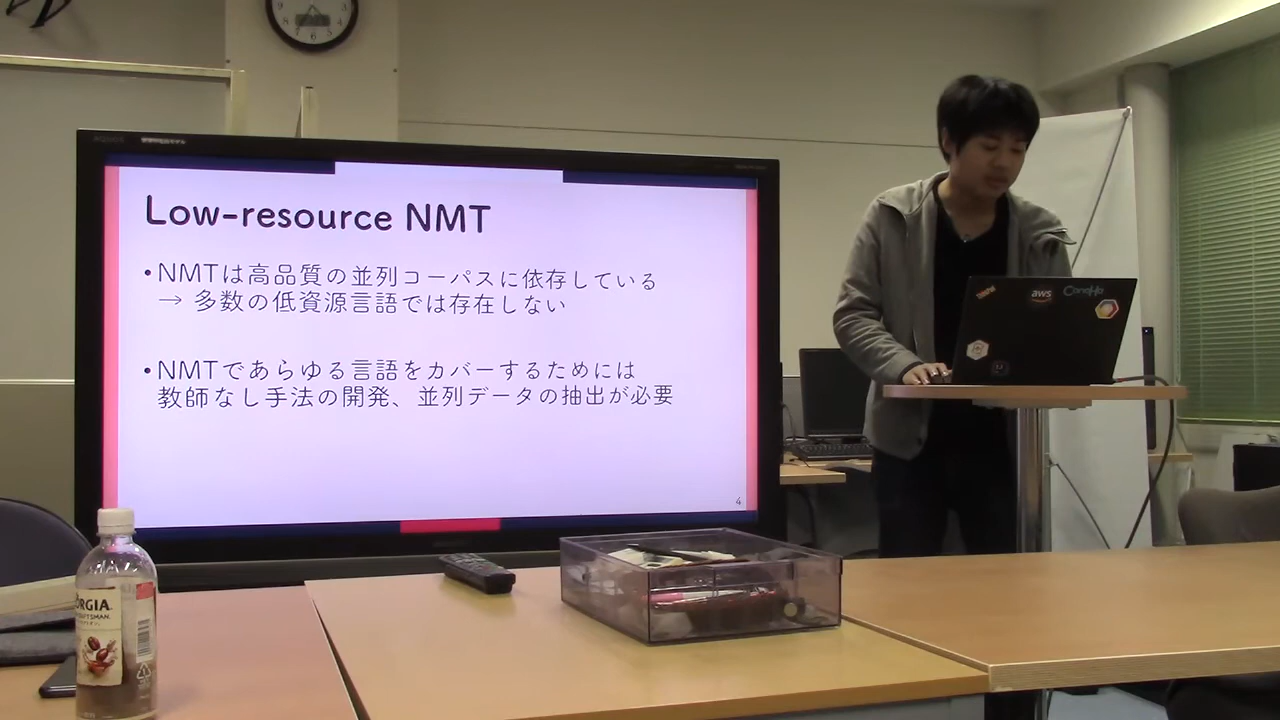 Low-resource NMT
•NMTは高品質の並列コーパスに依存している
→ 多数の低資源言語では存在しない
•NMTであらゆる言語をカバーするためには
教師なし手法の開発、並列データの抽出が必要
4
ThinkPad
aws
ConoHa
ORGIA